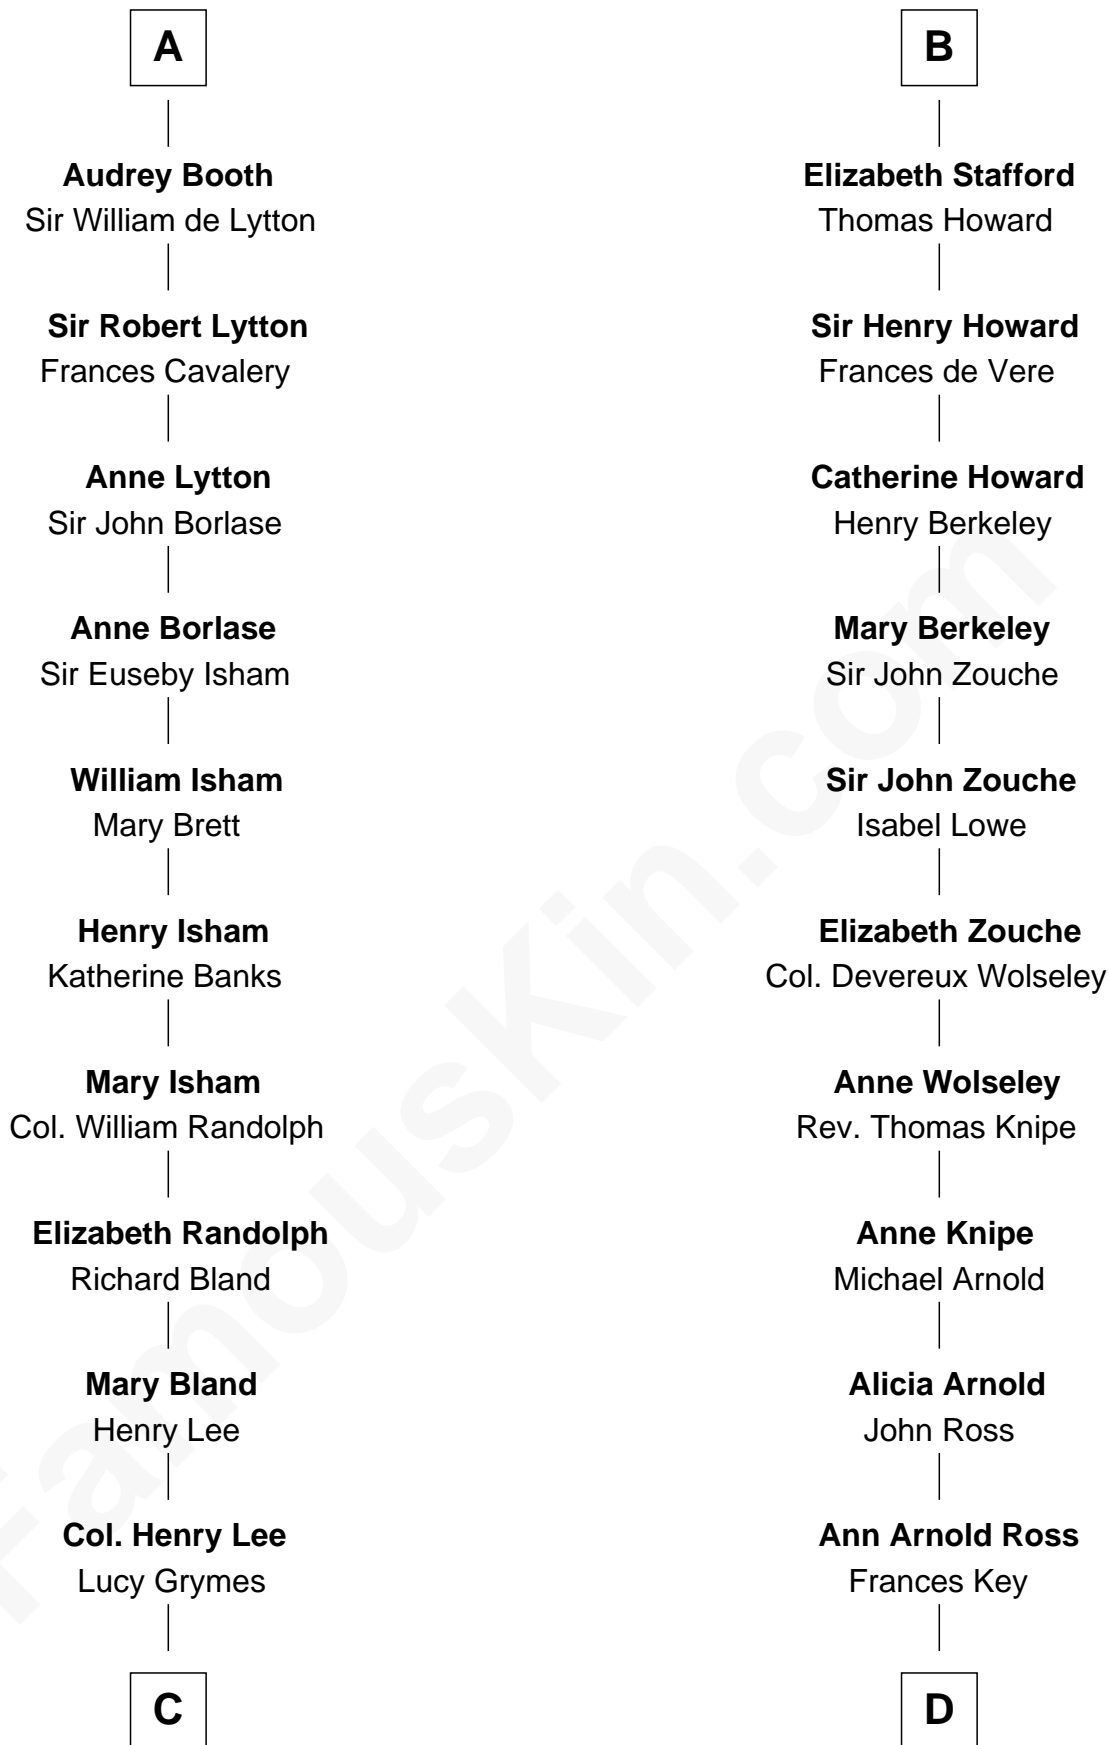 A
Audrey Booth
Sir William de Lytton
Sir Robert Lytton
Frances Cavalery
Anne Lytton
Sir John Borlase
Anne Borlase
Sir Euseby Isham
William Isham
Mary Brett
Henry Isham
Katherine Banks
Mary Isham
Col. William Randolph
Elizabeth Randolph
Richard Bland
Mary Bland
Henry Lee
Col. Henry Lee
Lucy Grymes
C
B
Elizabeth Stafford
Thomas Howard
Sir Henry Howard
Frances de Vere
Catherine Howard
Henry Berkeley
Mary Berkeley
Sir John Zouche
Sir John Zouche
Isabel Lowe
Elizabeth Zouche
Col. Devereux Wolseley
Anne Wolseley
Rev. Thomas Knipe
Anne Knipe
Michael Arnold
Alicia Arnold
John Ross
Ann Arnold Ross
Frances Key
D
FamousKin.com